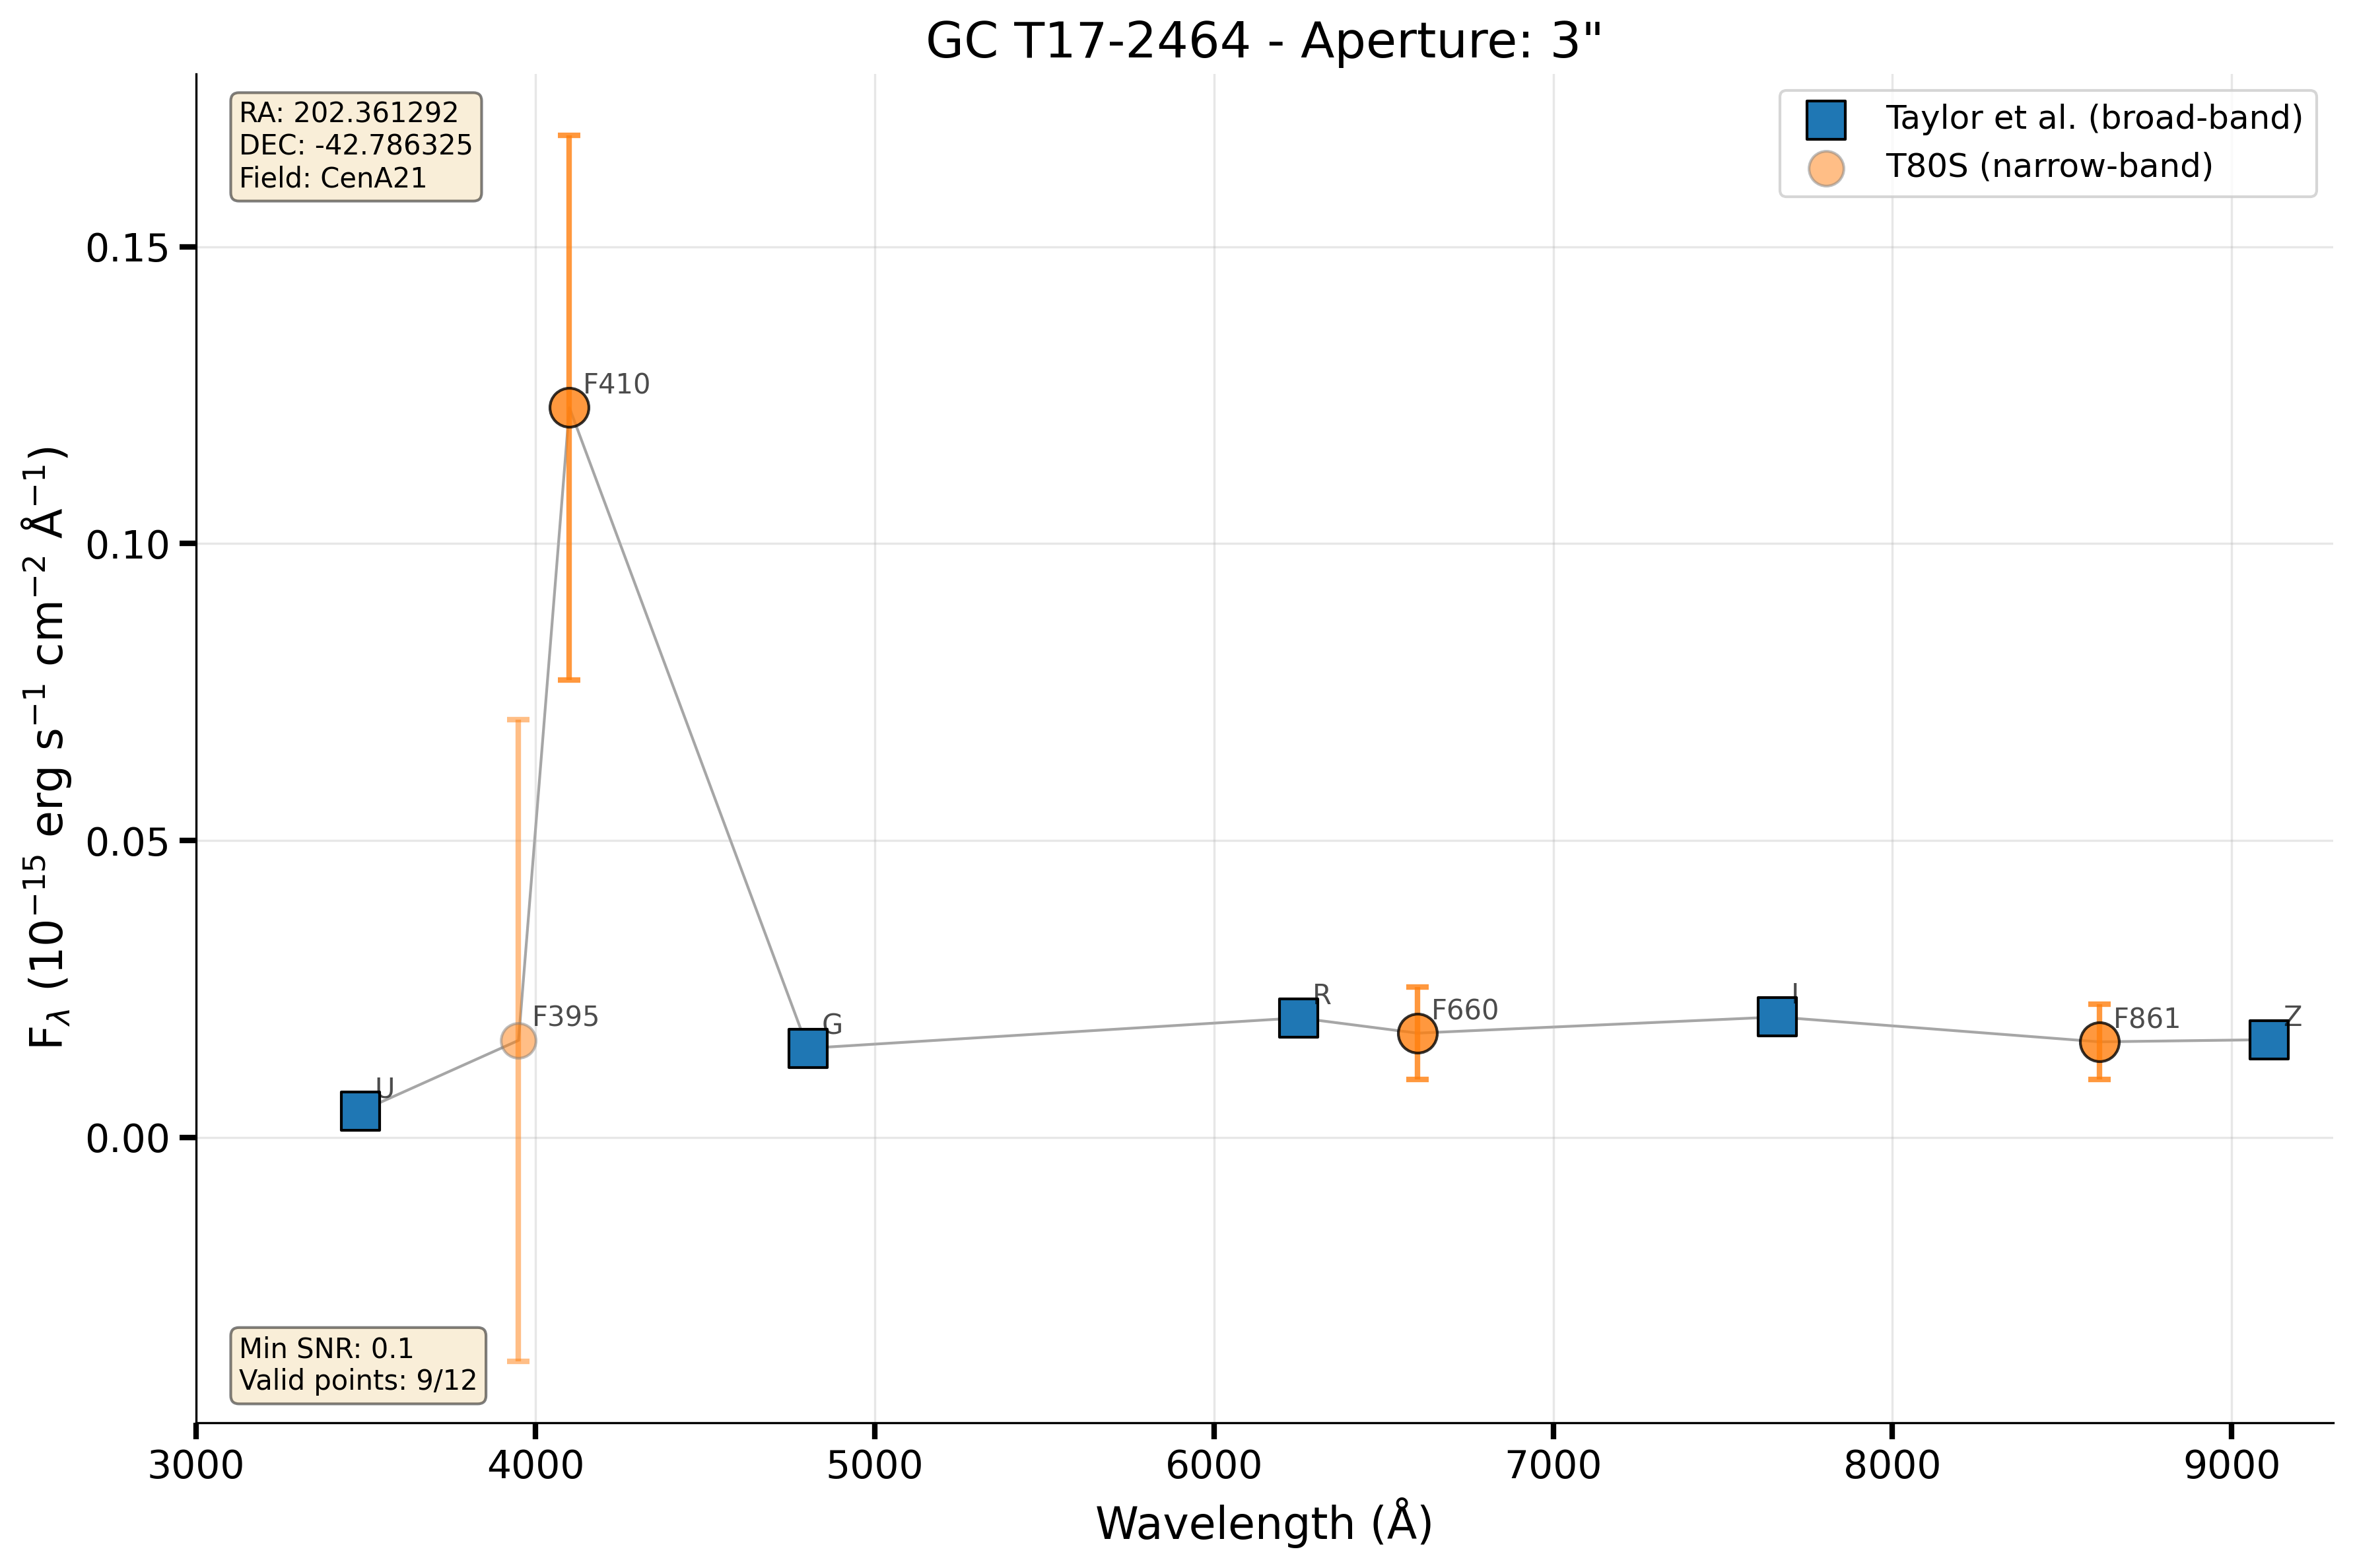 GC T17-2464 - Aperture: 3"
RA: 202.361292
DEC: -42.786325
Field: CenA21
Taylor et al. (broad-band)
T80S (narrow-band)
0.15
0.10
0.05
0.00
F$_{λ}$ (10$^{−15}$ erg s$^{−1}$ cm$^{−2}$ Å$^{−1}$)
F410
F395
U
G
R
F660
I
F861
Z
Min SNR: 0.1
Valid points: 9/12
3000 4000 5000 6000 7000 8000 9000
Wavelength (Å)